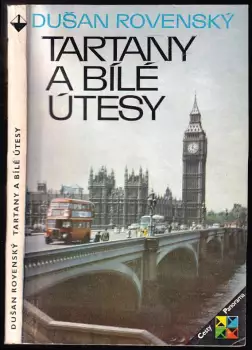 DUŠAN ROVENSKÝ
TARTANY
A BÍLÉ
ÚTESY
DUŠAN ROVENSKÝ TARTANY A BÍLÉ ÚTESY
Cesty
Panorama